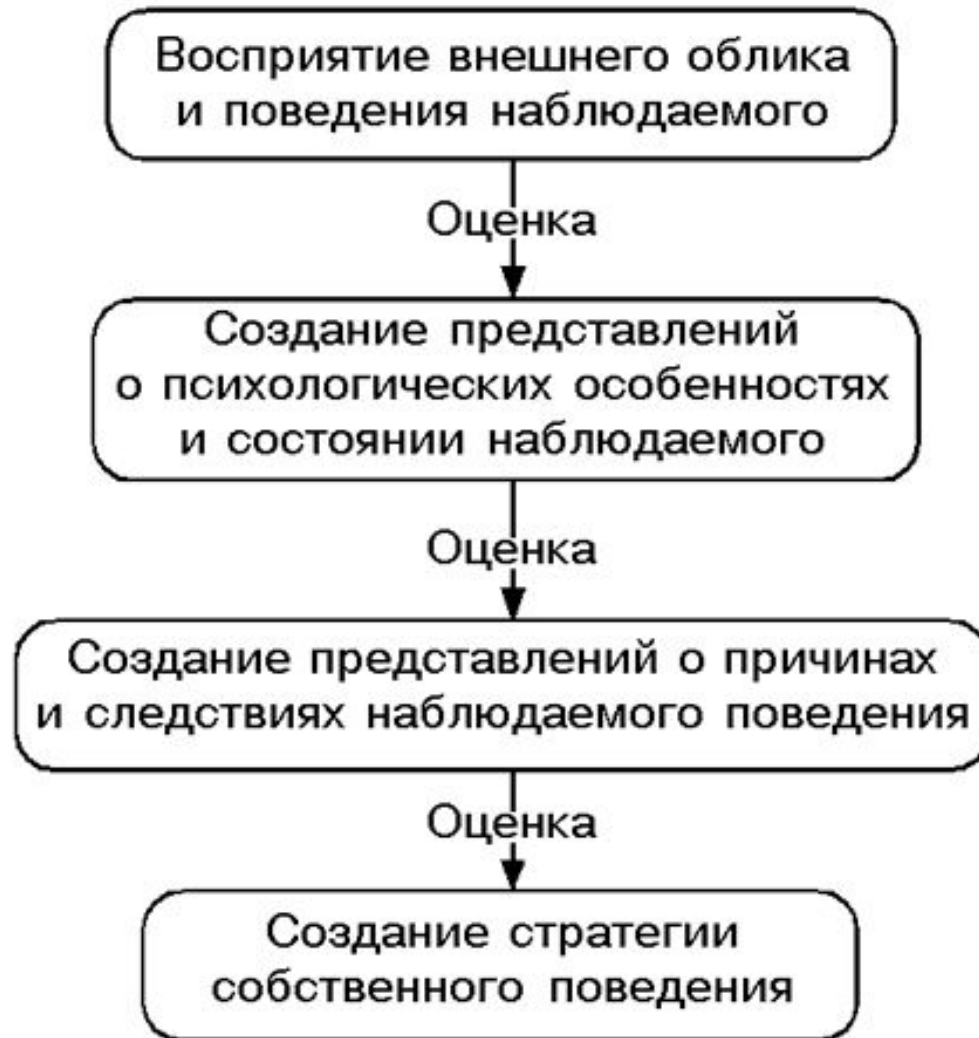 Восприятие внешнего облика
и поведения наблюдаемого
Оценка
Создание представлений
о психологических особенностях
и состоянии наблюдаемого
Оценка
Создание представлений о причинах
и следствиях наблюдаемого поведения
Оценка
Создание стратегии
собственного поведения